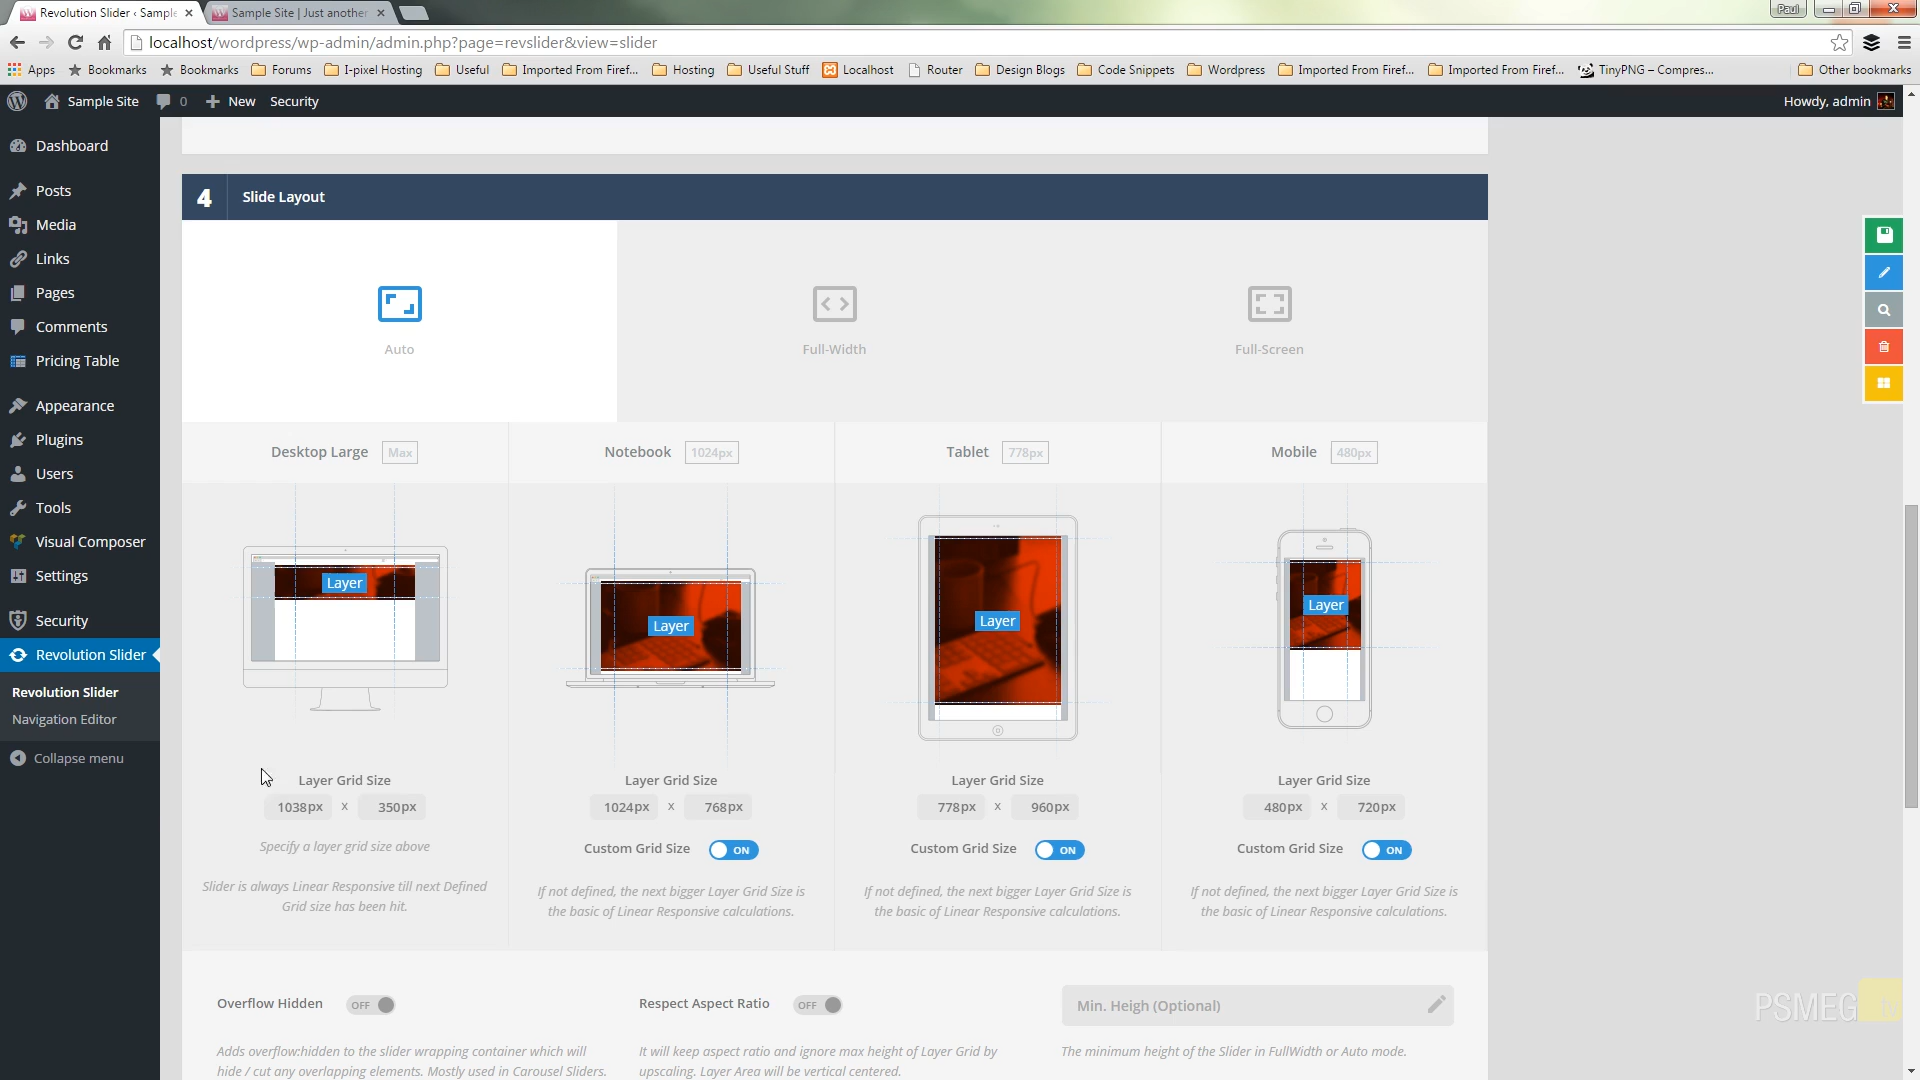 Revolution Slider ‹ Sample
Sample Site | Just another
Paul
localhost/wordpress/wp-admin/admin.php?page=revslider&view=slider
Apps
Bookmarks
Bookmarks
Forums
I-pixel Hosting
Useful
Imported From Firef...
Hosting
Useful Stuff
Localhost
Router
Design Blogs
Code Snippets
Wordpress
Imported From Firef...
Imported From Firef...
TinyPNG – Compres...
Other bookmarks
Sample Site
0
New
Security
Howdy, admin
Dashboard
Posts
Media
Links
Pages
Comments
Pricing Table
Appearance
Plugins
Users
Tools
Visual Composer
Settings
Security
Revolution Slider
Revolution Slider
Navigation Editor
Collapse menu
4 Slide Layout
Auto
Full-Width
Full-Screen
Desktop Large Max
Notebook 1024px
Tablet 778px
Mobile 480px
Layer
Layer
Layer
Layer
Layer Grid Size
1038px x 350px
Specify a layer grid size above
Slider is always Linear Responsive till next Defined
Grid size has been hit.
Layer Grid Size
1024px x 768px
Custom Grid Size ON
If not defined, the next bigger Layer Grid Size is
the basic of Linear Responsive calculations.
Layer Grid Size
778px x 960px
Custom Grid Size ON
If not defined, the next bigger Layer Grid Size is
the basic of Linear Responsive calculations.
Layer Grid Size
480px x 720px
Custom Grid Size ON
If not defined, the next bigger Layer Grid Size is
the basic of Linear Responsive calculations.
Overflow Hidden OFF
Adds overflow:hidden to the slider wrapping container which will
hide / cut any overlapping elements. Mostly used in Carousel Sliders.
Respect Aspect Ratio OFF
It will keep aspect ratio and ignore max height of Layer Grid by
upscaling. Layer Area will be vertical centered.
Min. Heigh (Optional)
The minimum height of the Slider in FullWidth or Auto mode.
PSMEG tv